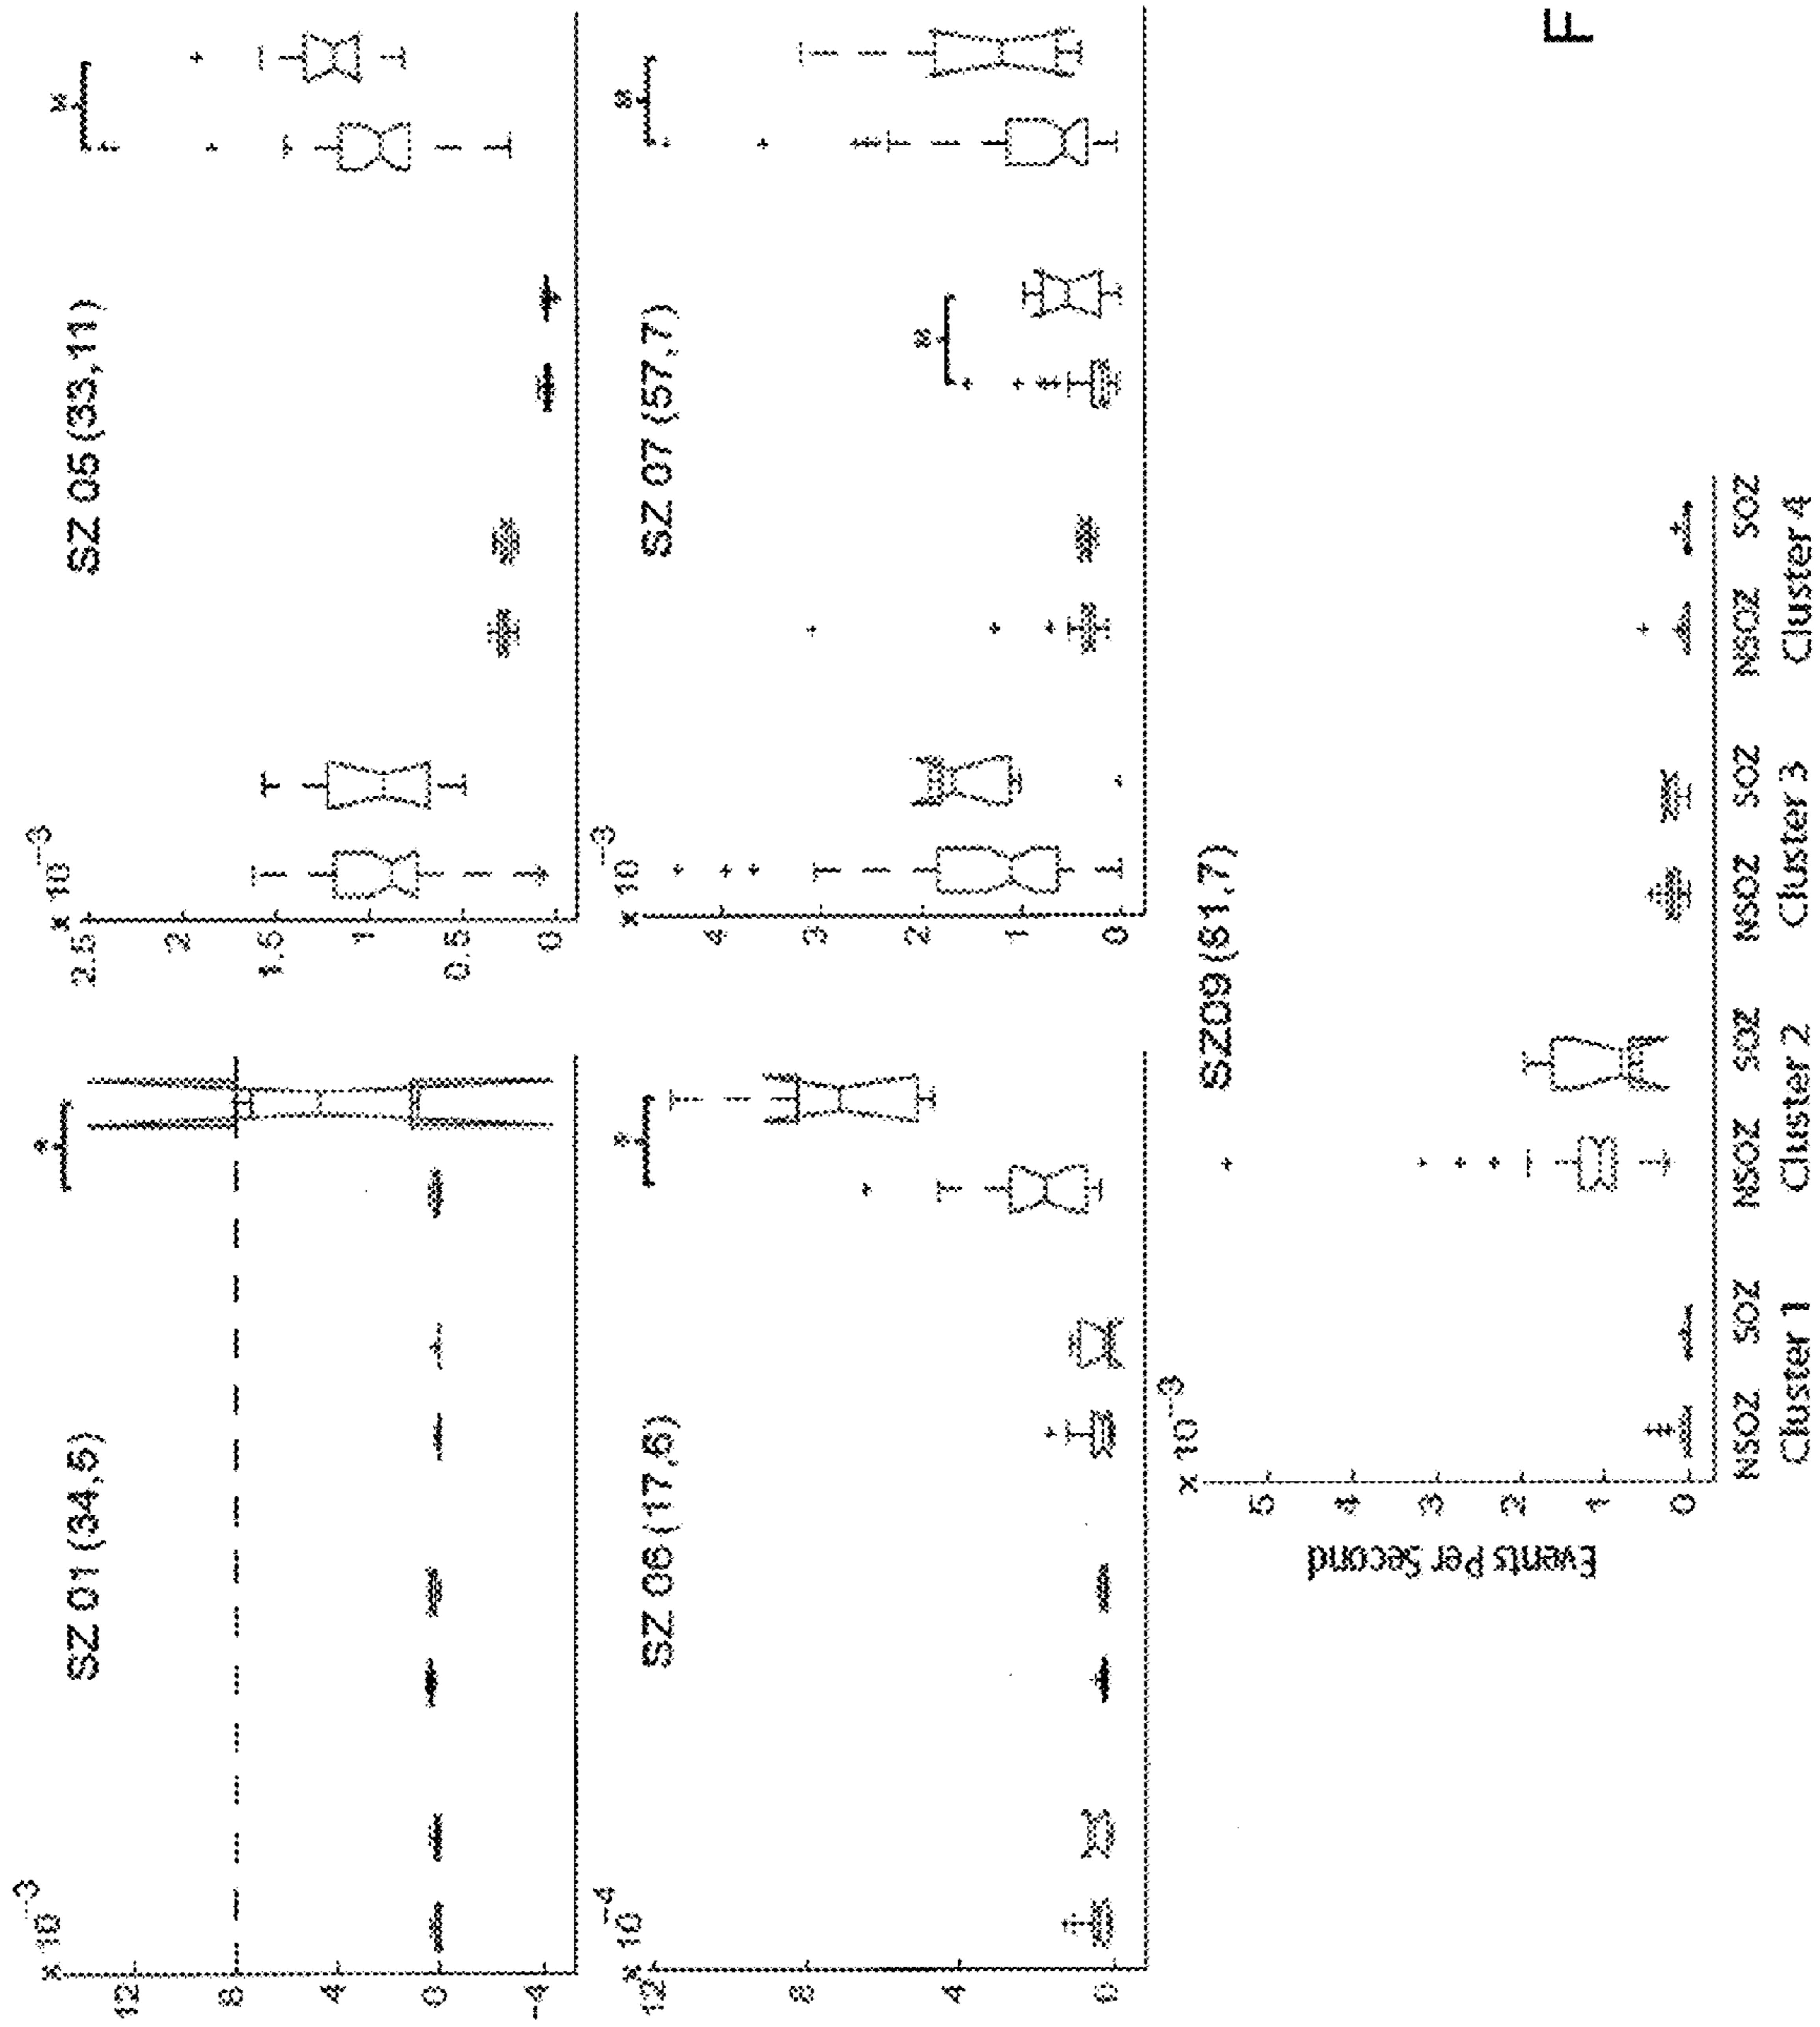 SZ 01 (34,5)
x 10⁻³
12
8
4
0
-4
*
SZ 05 (33,11)
x 10⁻³
2.5
2
1.5
1
0.5
0
SZ 06 (17,5)
x 10⁻⁴
12
8
4
0
*
SZ 07 (57,7)
x 10⁻³
4
3
2
1
0
SZ09 (51,7)
x 10⁻³
5
4
3
2
1
0
Events Per Second
NSOZ SOZ NSOZ SOZ NSOZ SOZ NSOZ SOZ
Cluster 1 Cluster 2 Cluster 3 Cluster 4